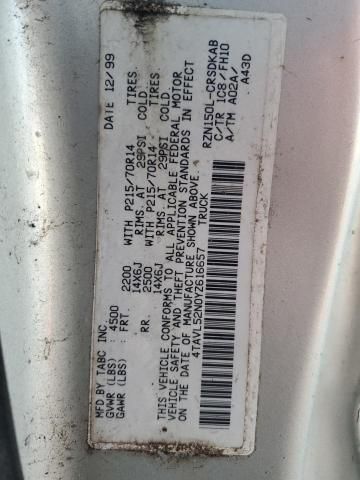 MFD BY TABC INC DATE 12/99
GVWR (LBS): 4500
GAWR (LBS): FRT. 2200 WITH P215/70R14 TIRES
14X6J RIMS AT 29PSI COLD.
RR. 2500 WITH P215/70R14 TIRES
14X6J RIMS AT 29PSI COLD.
THIS VEHICLE CONFORMS TO ALL APPLICABLE FEDERAL MOTOR
VEHICLE SAFETY AND THEFT PREVENTION STANDARDS IN EFFECT
ON THE DATE OF MANUFACTURE SHOWN ABOVE.
4TAVL52N0YZ616657 TRUCK
RZN150L-CRSDKAB
C/TR 1C8 /FH10
A/TM A02A/
A43D